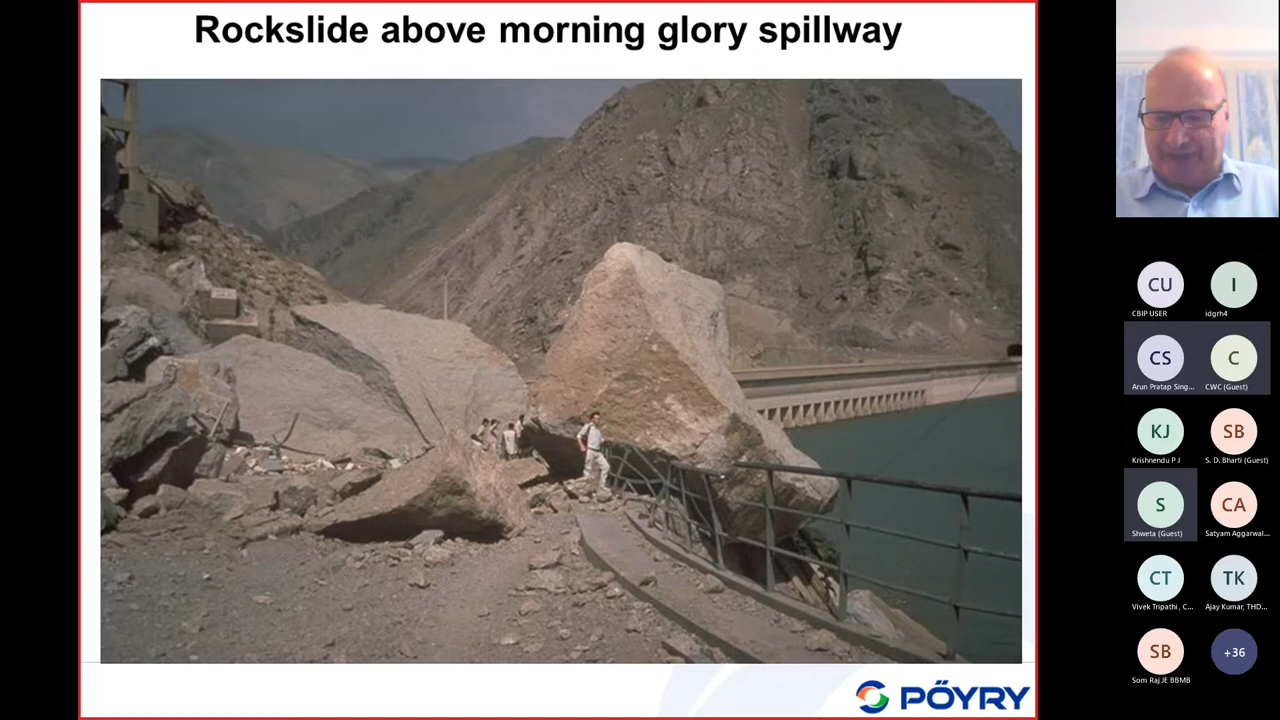 Rockslide above morning glory spillway
PÖYRY
CU
CBIP USER
I
idgrh4
CS
Arun Pratap Sing...
C
CWC (Guest)
KJ
Krishnendu P J
SB
S. D. Bharti (Guest)
S
Shweta (Guest)
CA
Satyam Aggarwal...
CT
Vivek Tripathi , C...
TK
Ajay Kumar, THD...
SB
Som Raj JE BBMB
+36